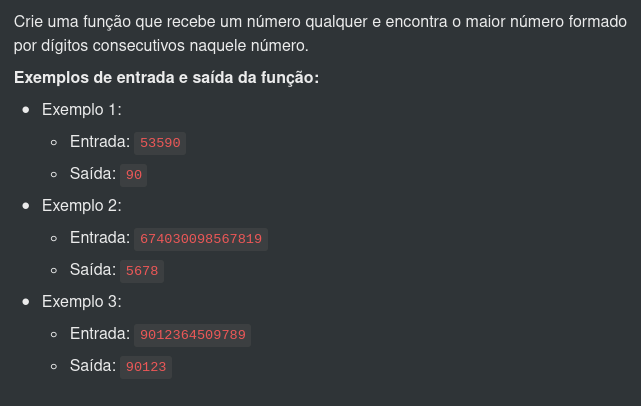 Crie uma função que recebe um número qualquer e encontra o maior número formado
por dígitos consecutivos naquele número.
Exemplos de entrada e saída da função:
Exemplo 1:
Entrada: 53590
Saída: 90
Exemplo 2:
Entrada: 674030098567819
Saída: 5678
Exemplo 3:
Entrada: 9012364509789
Saída: 90123